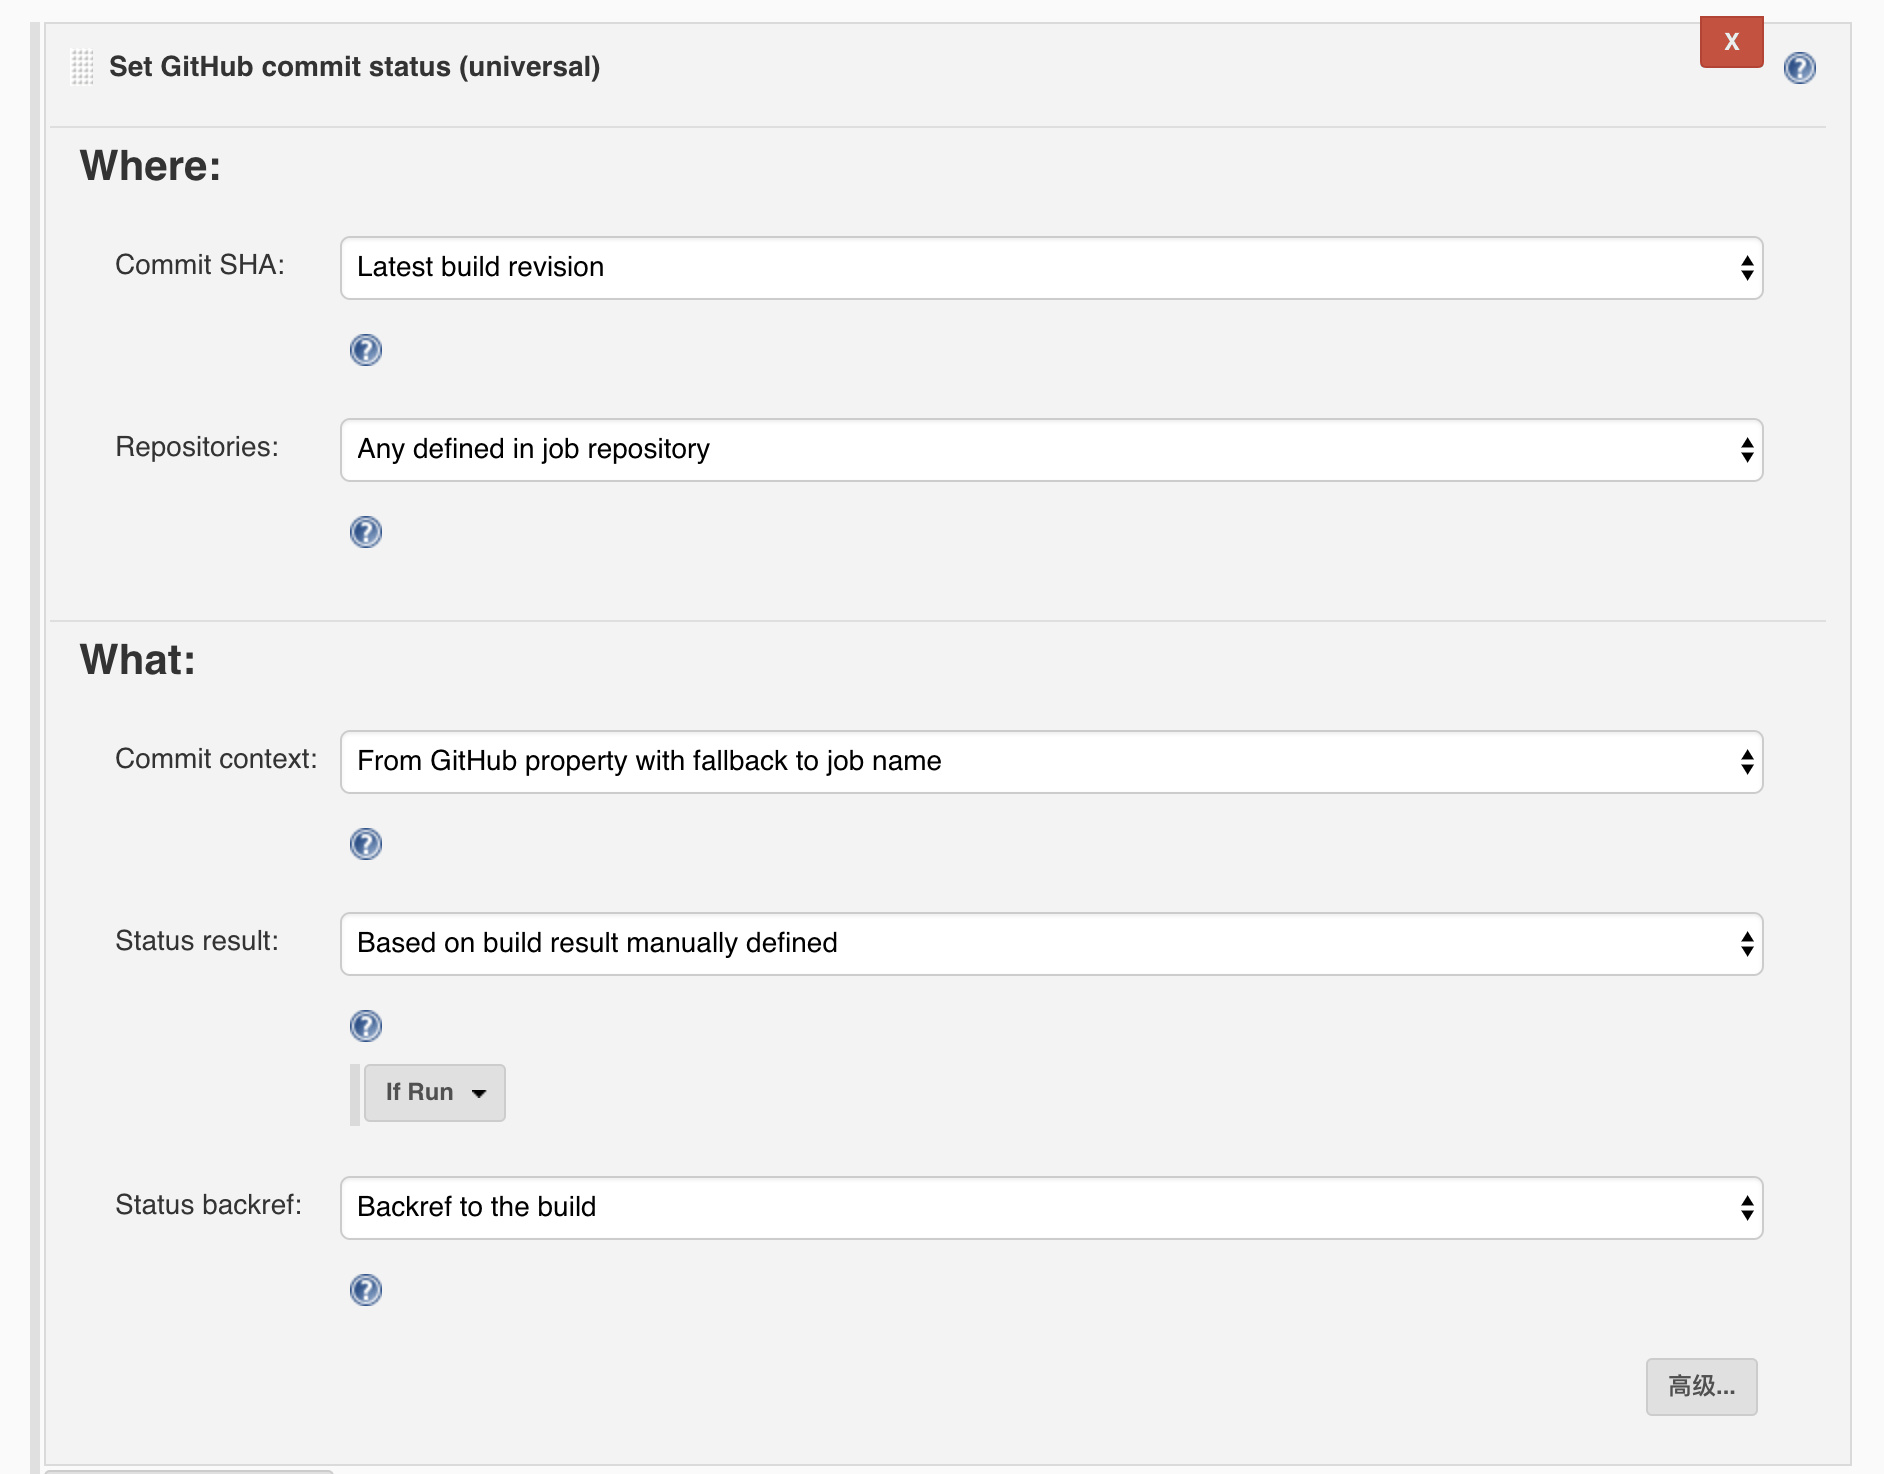 Set GitHub commit status (universal)
X
?
Where:
Commit SHA:
Latest build revision
?
Repositories:
Any defined in job repository
?
What:
Commit context:
From GitHub property with fallback to job name
?
Status result:
Based on build result manually defined
?
If Run
Status backref:
Backref to the build
?
高级...